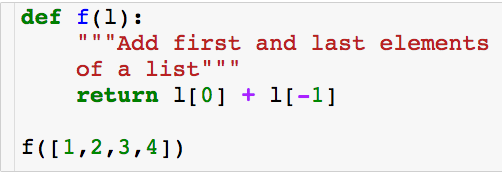 def f(l):
    """Add first and last elements
    of a list"""
    return l[0] + l[-1]

f([1,2,3,4])